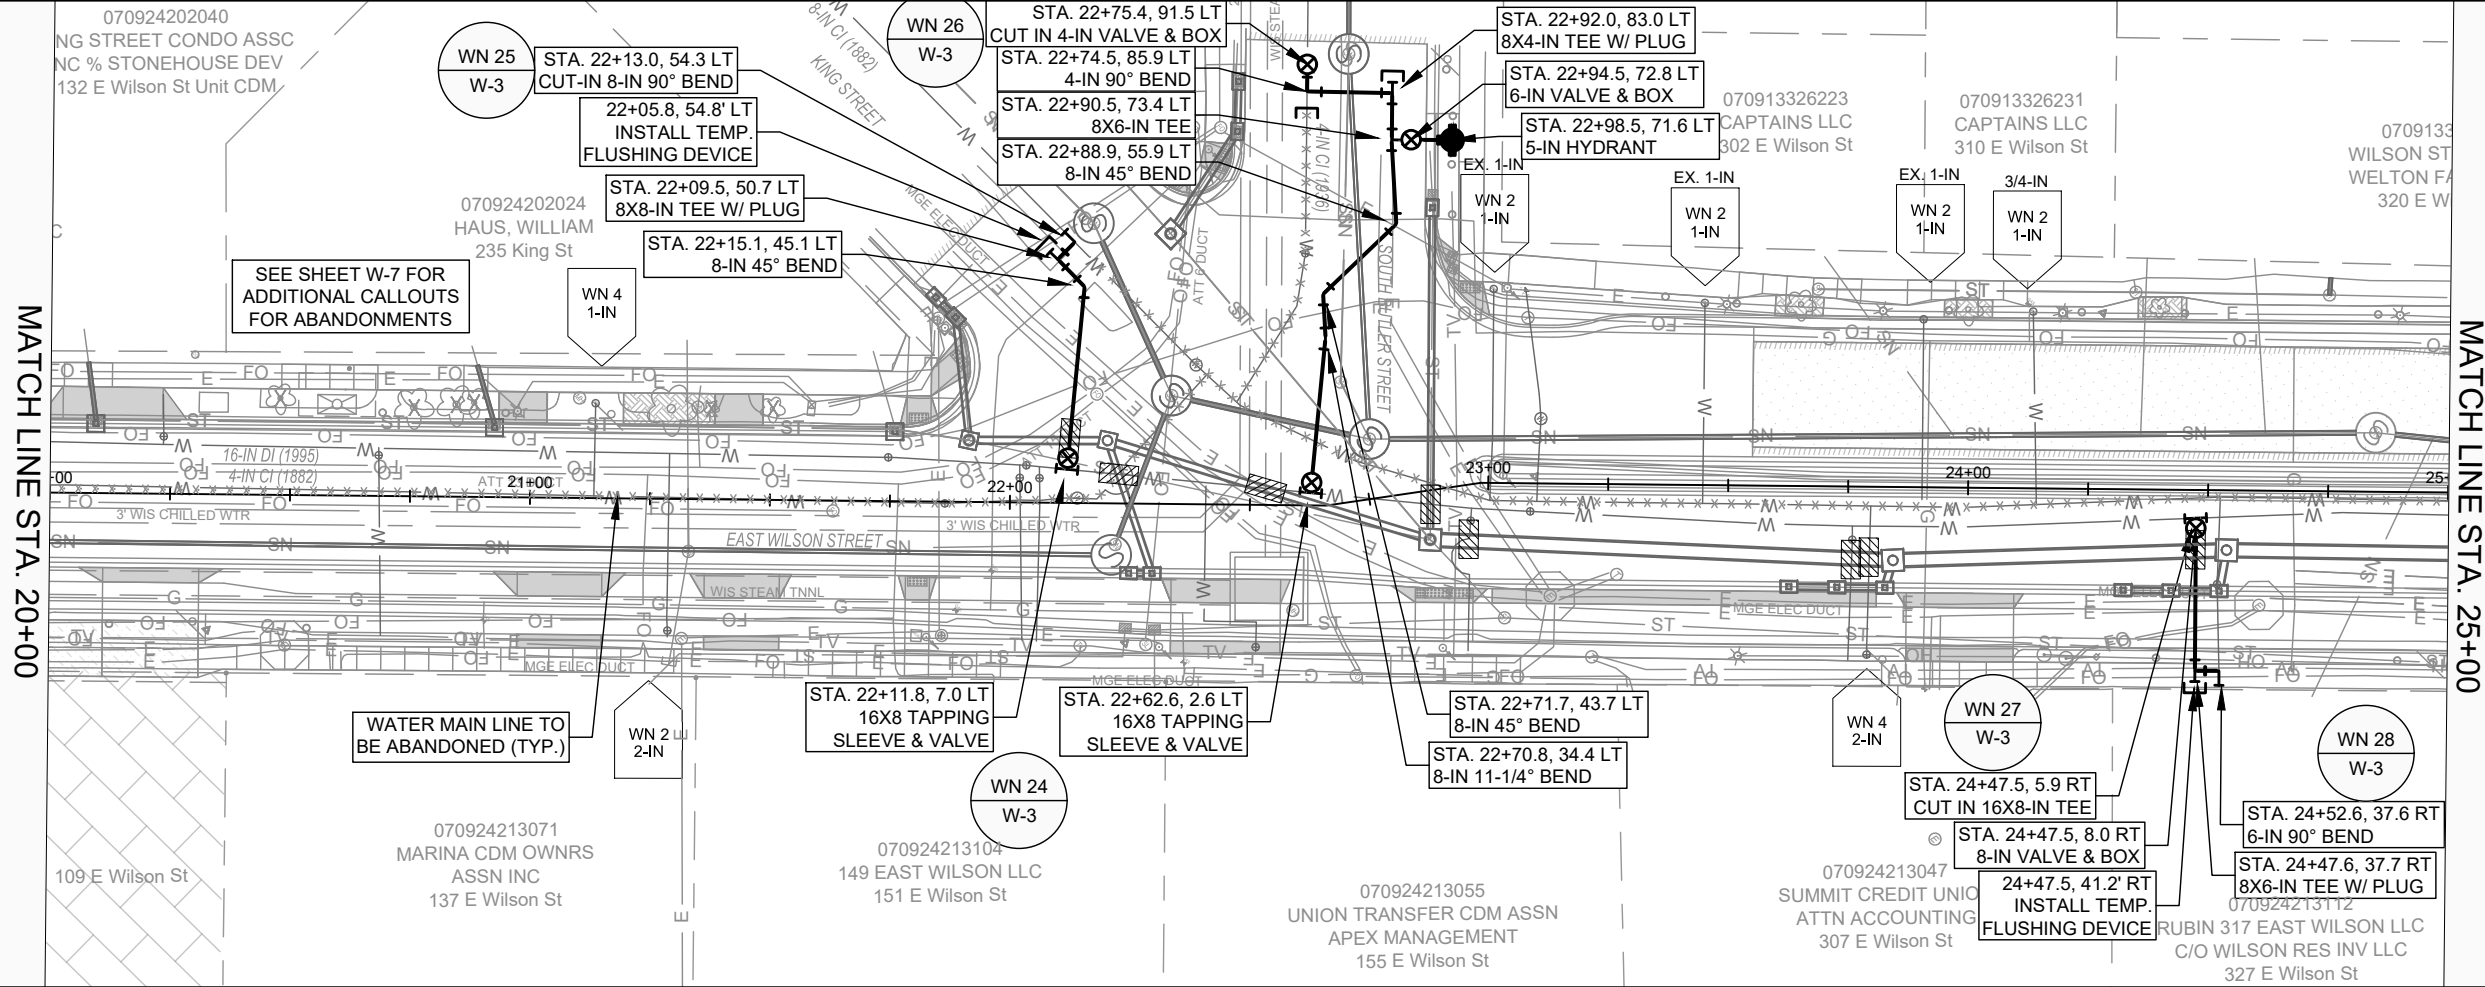 070924202040
NG STREET CONDO ASSC
NC % STONEHOUSE DEV
132 E Wilson St Unit CDM
WN 25
W-3
STA. 22+13.0, 54.3 LT
CUT-IN 8-IN 90° BEND
22+05.8, 54.8' LT
INSTALL TEMP.
FLUSHING DEVICE
STA. 22+09.5, 50.7 LT
8X8-IN TEE W/ PLUG
STA. 22+15.1, 45.1 LT
8-IN 45° BEND
8-IN CI (1882)
KING STREET
WN 26
W-3
STA. 22+75.4, 91.5 LT
CUT IN 4-IN VALVE & BOX
STA. 22+74.5, 85.9 LT
4-IN 90° BEND
STA. 22+90.5, 73.4 LT
8X6-IN TEE
STA. 22+88.9, 55.9 LT
8-IN 45° BEND
STA. 22+92.0, 83.0 LT
8X4-IN TEE W/ PLUG
STA. 22+94.5, 72.8 LT
6-IN VALVE & BOX
STA. 22+98.5, 71.6 LT
5-IN HYDRANT
070913326223
CAPTAINS LLC
302 E Wilson St
070913326231
CAPTAINS LLC
310 E Wilson St
070913
WILSON ST
WELTON FA
320 E W
EX. 1-IN
WN 2
1-IN
EX. 1-IN
WN 2
1-IN
EX. 1-IN
WN 2
1-IN
3/4-IN
WN 2
1-IN
C
070924202024
HAUS, WILLIAM
235 King St
SEE SHEET W-7 FOR
ADDITIONAL CALLOUTS
FOR ABANDONMENTS
WN 4
1-IN
MGE ELEC DUCT
ATT 6 DUCT
4-IN CI (1936)
SOUTH BUTLER STREET
MATCH LINE STA. 20+00
MATCH LINE STA. 25+00
16-IN DI (1995)
4-IN CI (1882)
21+00
22+00
23+00
24+00
3' WIS CHILLED WTR
3' WIS CHILLED WTR
EAST WILSON STREET
WIS STEAM TNNL
MGE ELEC DUCT
MGE ELEC DUCT
MGE ELEC DUCT
WATER MAIN LINE TO
BE ABANDONED (TYP.)
WN 2
2-IN
STA. 22+11.8, 7.0 LT
16X8 TAPPING
SLEEVE & VALVE
STA. 22+62.6, 2.6 LT
16X8 TAPPING
SLEEVE & VALVE
STA. 22+71.7, 43.7 LT
8-IN 45° BEND
STA. 22+70.8, 34.4 LT
8-IN 11-1/4° BEND
WN 24
W-3
WN 4
2-IN
WN 27
W-3
WN 28
W-3
STA. 24+47.5, 5.9 RT
CUT IN 16X8-IN TEE
STA. 24+47.5, 8.0 RT
8-IN VALVE & BOX
24+47.5, 41.2' RT
INSTALL TEMP.
FLUSHING DEVICE
STA. 24+52.6, 37.6 RT
6-IN 90° BEND
STA. 24+47.6, 37.7 RT
8X6-IN TEE W/ PLUG
109 E Wilson St
070924213071
MARINA CDM OWNRS
ASSN INC
137 E Wilson St
070924213104
149 EAST WILSON LLC
151 E Wilson St
070924213055
UNION TRANSFER CDM ASSN
APEX MANAGEMENT
155 E Wilson St
070924213047
SUMMIT CREDIT UNIO
ATTN ACCOUNTING
307 E Wilson St
070924213112
RUBIN 317 EAST WILSON LLC
C/O WILSON RES INV LLC
327 E Wilson St